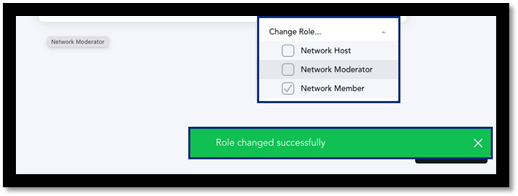 Change Role...
Network Host
Network Moderator
Network Moderator
Network Member
Role changed successfully